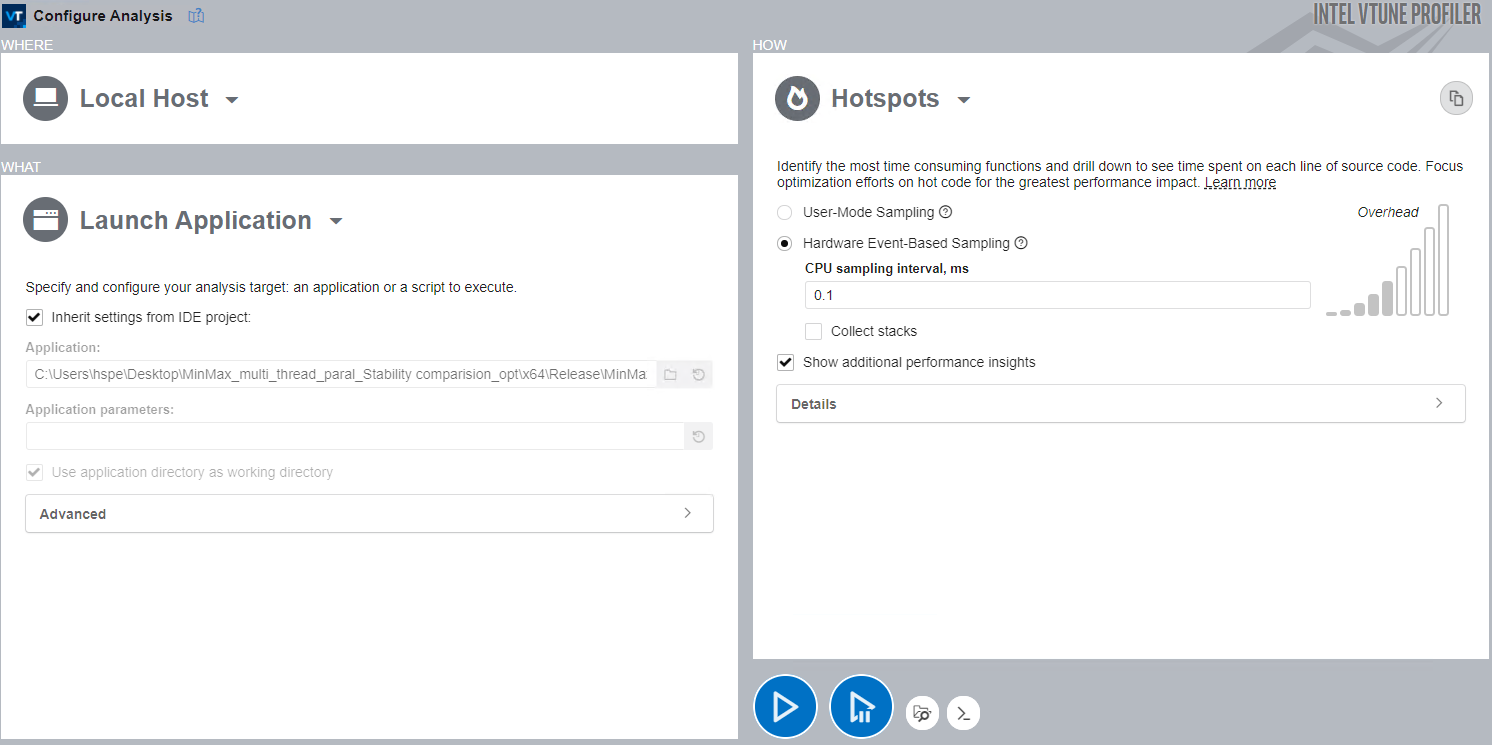 VT Configure Analysis
INTEL VTUNE PROFILER
WHERE
Local Host
WHAT
Launch Application
Specify and configure your analysis target: an application or a script to execute.
Inherit settings from IDE project:
Application:
C:\Users\hspe\Desktop\MinMax_multi_thread_paral_Stability comparision_opt\x64\Release\MinMa
Application parameters:
Use application directory as working directory
Advanced
HOW
Hotspots
Identify the most time consuming functions and drill down to see time spent on each line of source code. Focus
optimization efforts on hot code for the greatest performance impact. Learn more
User-Mode Sampling ?
Overhead
Hardware Event-Based Sampling ?
CPU sampling interval, ms
0.1
Collect stacks
Show additional performance insights
Details